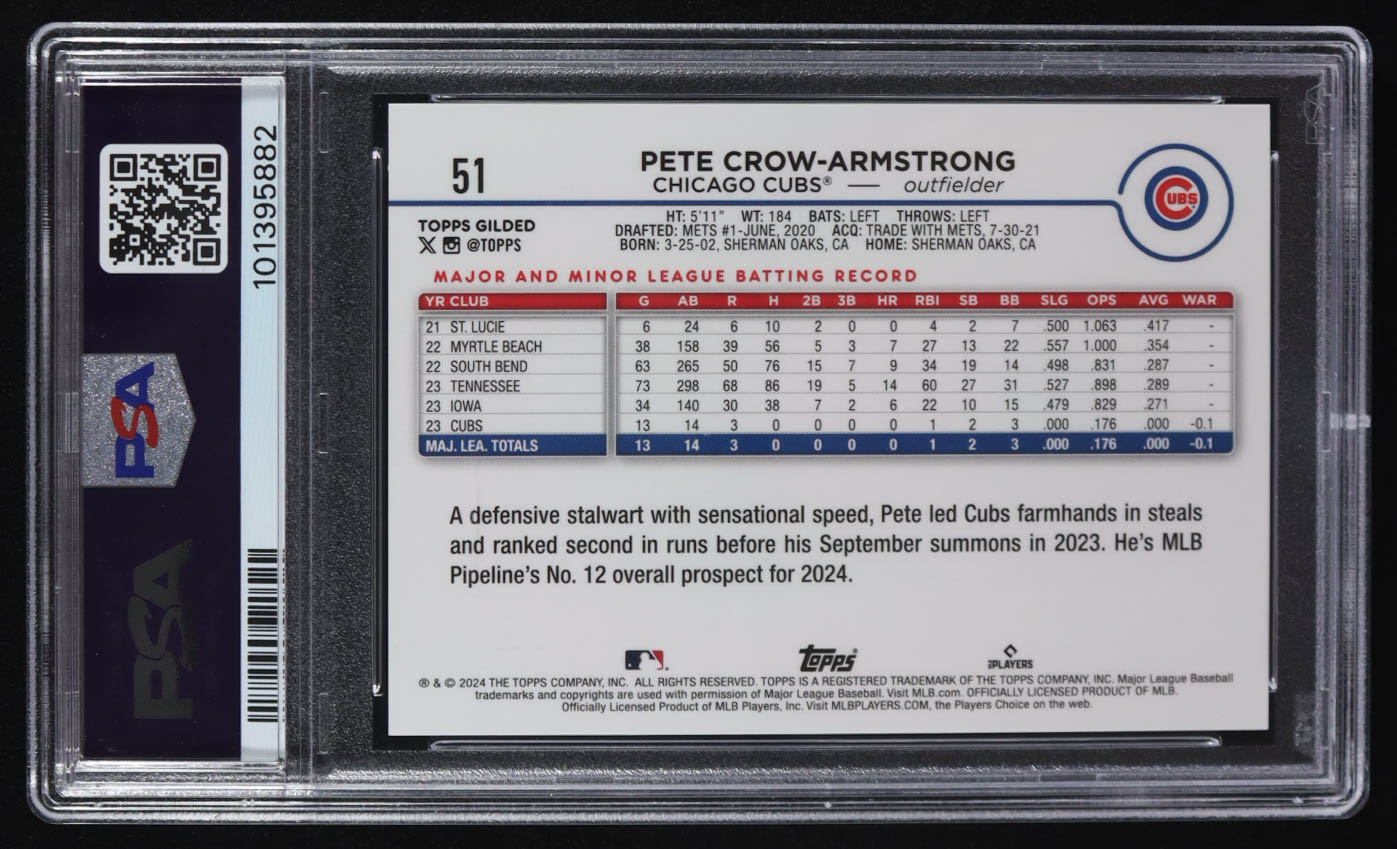 101395882
PSA
PSA
PSA
51
PETE CROW-ARMSTRONG
CHICAGO CUBS® — outfielder
CUBS
TOPPS GILDED
@TOPPS
HT: 5'11" WT: 184 BATS: LEFT THROWS: LEFT
DRAFTED: METS #1-JUNE, 2020 ACQ: TRADE WITH METS, 7-30-21
BORN: 3-25-02, SHERMAN OAKS, CA HOME: SHERMAN OAKS, CA
MAJOR AND MINOR LEAGUE BATTING RECORD
YR CLUB G AB R H 2B 3B HR RBI SB BB SLG OPS AVG WAR
21 ST. LUCIE 6 24 6 10 2 0 0 4 2 7 .500 1.063 .417 -
22 MYRTLE BEACH 38 158 39 56 5 3 7 27 13 22 .557 1.000 .354 -
22 SOUTH BEND 63 265 50 76 15 7 9 34 19 14 .498 .831 .287 -
23 TENNESSEE 73 298 68 86 19 5 14 60 27 31 .527 .898 .289 -
23 IOWA 34 140 30 38 7 2 6 22 10 15 .479 .829 .271 -
23 CUBS 13 14 3 0 0 0 0 1 2 3 .000 .176 .000 -0.1
MAJ. LEA. TOTALS 13 14 3 0 0 0 0 1 2 3 .000 .176 .000 -0.1
A defensive stalwart with sensational speed, Pete led Cubs farmhands in steals
and ranked second in runs before his September summons in 2023. He's MLB
Pipeline's No. 12 overall prospect for 2024.
Topps
PLAYERS
® & © 2024 THE TOPPS COMPANY, INC. ALL RIGHTS RESERVED. TOPPS IS A REGISTERED TRADEMARK OF THE TOPPS COMPANY, INC. Major League Baseball
trademarks and copyrights are used with permission of Major League Baseball. Visit MLB.com. OFFICIALLY LICENSED PRODUCT OF MLB.
Officially Licensed Product of MLB Players, Inc. Visit MLBPLAYERS.COM, the Players Choice on the web.